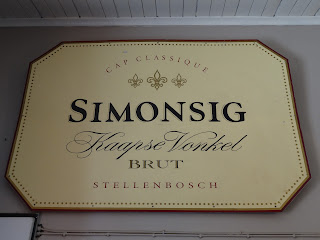 CAP CLASSIQUE
SIMONSIG
Kaapse Vonkel
BRUT
STELLENBOSCH